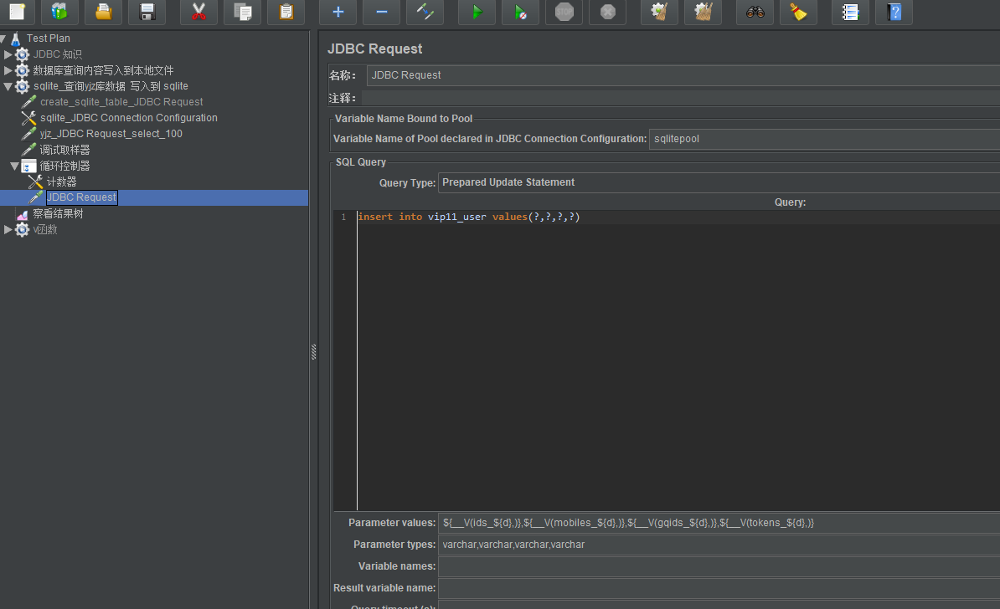 STOP
Test Plan
JDBC 知识
数据库查询内容写入到本地文件
sqlite_查询yjz库数据 写入到 sqlite
create_sqlite_table_JDBC Request
sqlite_JDBC Connection Configuration
yjz_JDBC Request_select_100
调试取样器
循环控制器
计数器
JDBC Request
察看结果树
v函数
JDBC Request
名称： JDBC Request
注释：
Variable Name Bound to Pool
Variable Name of Pool declared in JDBC Connection Configuration: sqlitepool
SQL Query
Query Type: Prepared Update Statement
Query:
1 insert into vip11_user values(?,?,?,?)
Parameter values: ${__V(ids_${d},)},${__V(mobiles_${d},)},${__V(gqids_${d},)},${__V(tokens_${d},)}
Parameter types: varchar,varchar,varchar,varchar
Variable names:
Result variable name:
Query timeout (s):